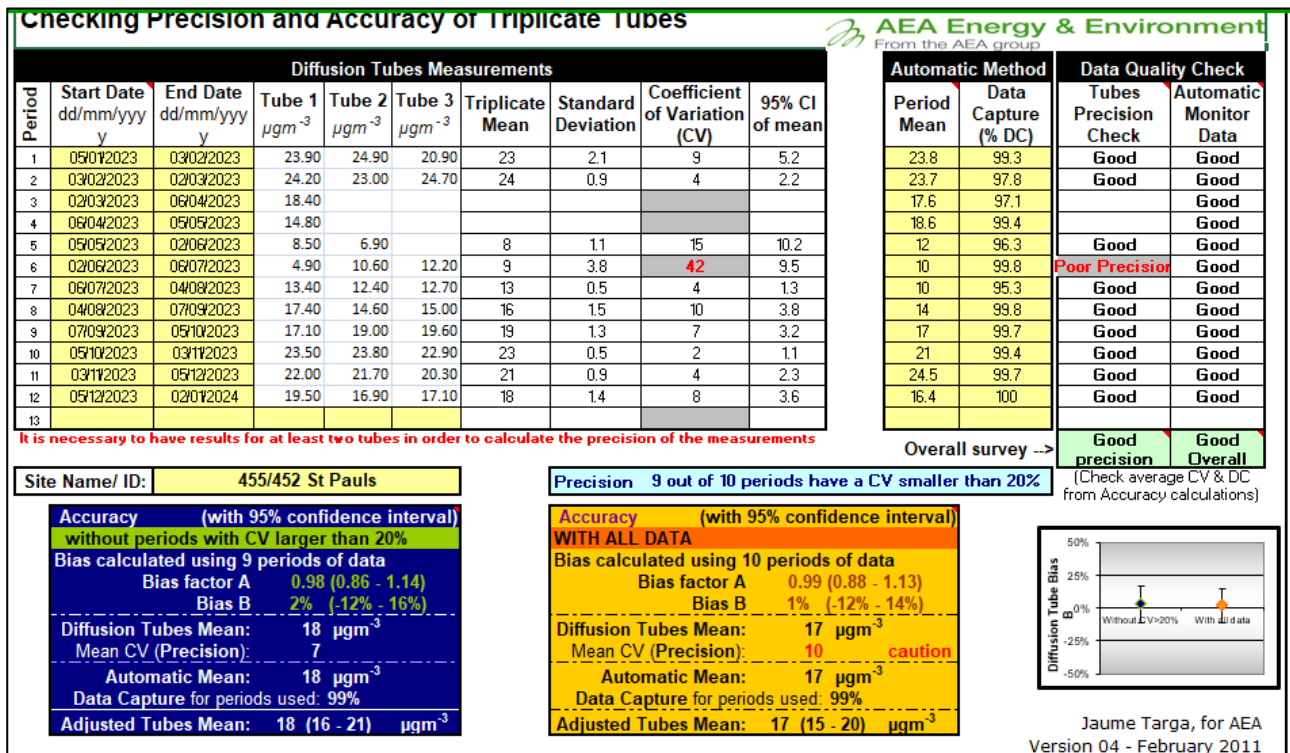 Checking Precision and Accuracy of Triplicate Tubes
AEA Energy & Environment
From the AEA group
Diffusion Tubes Measurements
Automatic Method
Data Quality Check
Period Start Date dd/mm/yyyy End Date dd/mm/yyyy Tube 1 µgm-3 Tube 2 µgm-3 Tube 3 µgm-3 Triplicate Mean Standard Deviation Coefficient of Variation (CV) 95% CI of mean Period Mean Data Capture (% DC) Tubes Precision Check Automatic Monitor Data
1 05/01/2023 03/02/2023 23.90 24.90 20.90 23 2.1 9 5.2 23.8 99.3 Good Good
2 03/02/2023 02/03/2023 24.20 23.00 24.70 24 0.9 4 2.2 23.7 97.8 Good Good
3 02/03/2023 06/04/2023 18.40 17.6 97.1 Good
4 06/04/2023 05/05/2023 14.80 18.6 99.4 Good
5 05/05/2023 02/06/2023 8.50 6.90 8 1.1 15 10.2 12 96.3 Good Good
6 02/06/2023 06/07/2023 4.90 10.60 12.20 9 3.8 42 9.5 10 99.8 Poor Precision Good
7 06/07/2023 04/08/2023 13.40 12.40 12.70 13 0.5 4 1.3 10 95.3 Good Good
8 04/08/2023 07/09/2023 17.40 14.60 15.00 16 1.5 10 3.8 14 99.8 Good Good
9 07/09/2023 05/10/2023 17.10 19.00 19.60 19 1.3 7 3.2 17 99.7 Good Good
10 05/10/2023 03/11/2023 23.50 23.80 22.90 23 0.5 2 1.1 21 99.4 Good Good
11 03/11/2023 05/12/2023 22.00 21.70 20.30 21 0.9 4 2.3 24.5 99.7 Good Good
12 05/12/2023 02/01/2024 19.50 16.90 17.10 18 1.4 8 3.6 16.4 100 Good Good
13
It is necessary to have results for at least two tubes in order to calculate the precision of the measurements
Overall survey --> Good precision Good Overall
Site Name/ ID: 455/452 St Pauls
Precision 9 out of 10 periods have a CV smaller than 20%
(Check average CV & DC
from Accuracy calculations)
Accuracy (with 95% confidence interval)
without periods with CV larger than 20%
Bias calculated using 9 periods of data
Bias factor A 0.98 (0.86 - 1.14)
Bias B 2% (-12% - 16%)
Diffusion Tubes Mean: 18 µgm-3
Mean CV (Precision): 7
Automatic Mean: 18 µgm-3
Data Capture for periods used: 99%
Adjusted Tubes Mean: 18 (16 - 21) µgm-3
Accuracy (with 95% confidence interval)
WITH ALL DATA
Bias calculated using 10 periods of data
Bias factor A 0.99 (0.88 - 1.13)
Bias B 1% (-12% - 14%)
Diffusion Tubes Mean: 17 µgm-3
Mean CV (Precision): 10 caution
Automatic Mean: 17 µgm-3
Data Capture for periods used: 99%
Adjusted Tubes Mean: 17 (15 - 20) µgm-3
Diffusion Tube Bias B
50%
25%
0%
-25%
-50%
Without CV>20%
With all data
Jaume Targa, for AEA
Version 04 - February 2011